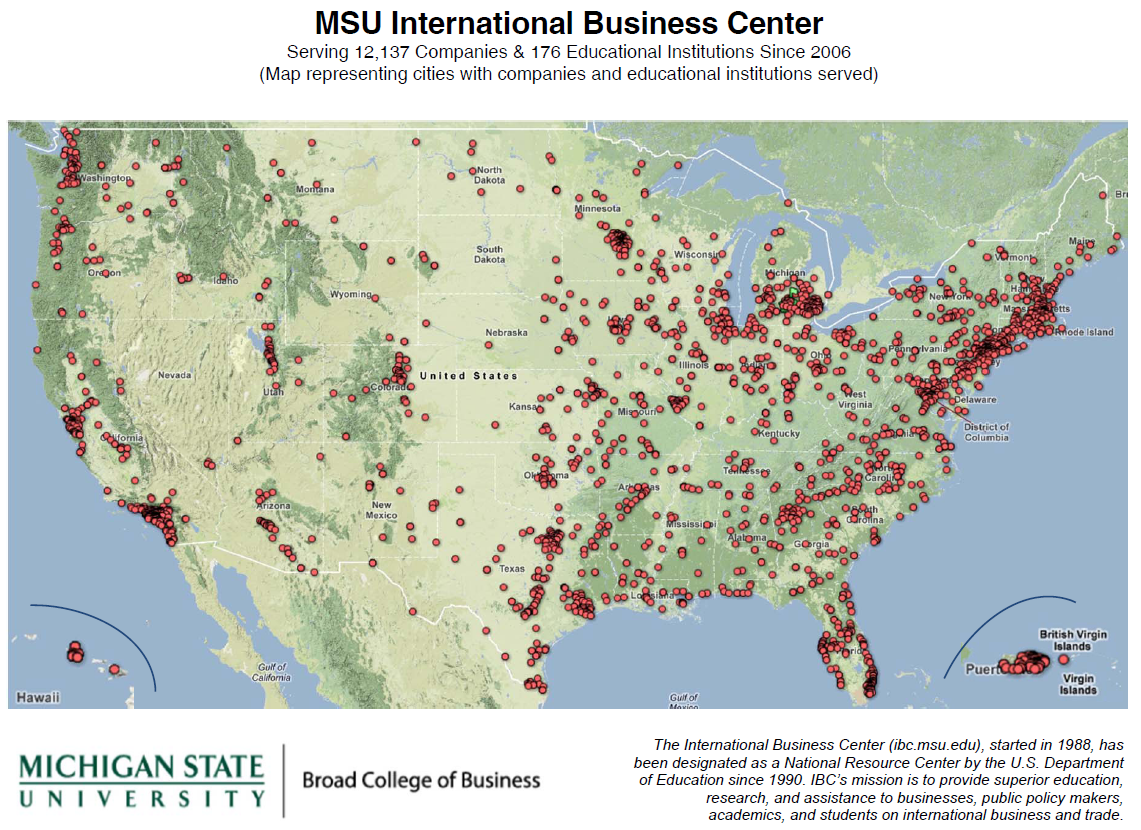 MSU International Business Center
Serving 12,137 Companies & 176 Educational Institutions Since 2006
(Map representing cities with companies and educational institutions served)
Washington
Montana
North
Dakota
Minnesota
Maine
Oregon
Idaho
Wyoming
South
Dakota
Wisconsin
Michigan
Vermont
New York
Rhode Island
Nevada
Utah
Colorado
Nebraska
United States
Illinois
Pennsylvania
West
Virginia
Delaware
District of
Columbia
California
Kansas
Missouri
Kentucky
Arizona
New
Mexico
Oklahoma
Arkansas
Tennessee
North
Carolina
Mississippi
Alabama
Georgia
South
Carolina
Texas
Louisiana
Gulf of
California
Gulf of
Mexico
Hawaii
British Virgin
Islands
Puert
Virgin
Islands
MICHIGAN STATE
UNIVERSITY
Broad College of Business
The International Business Center (ibc.msu.edu), started in 1988, has
been designated as a National Resource Center by the U.S. Department
of Education since 1990. IBC's mission is to provide superior education,
research, and assistance to businesses, public policy makers,
academics, and students on international business and trade.